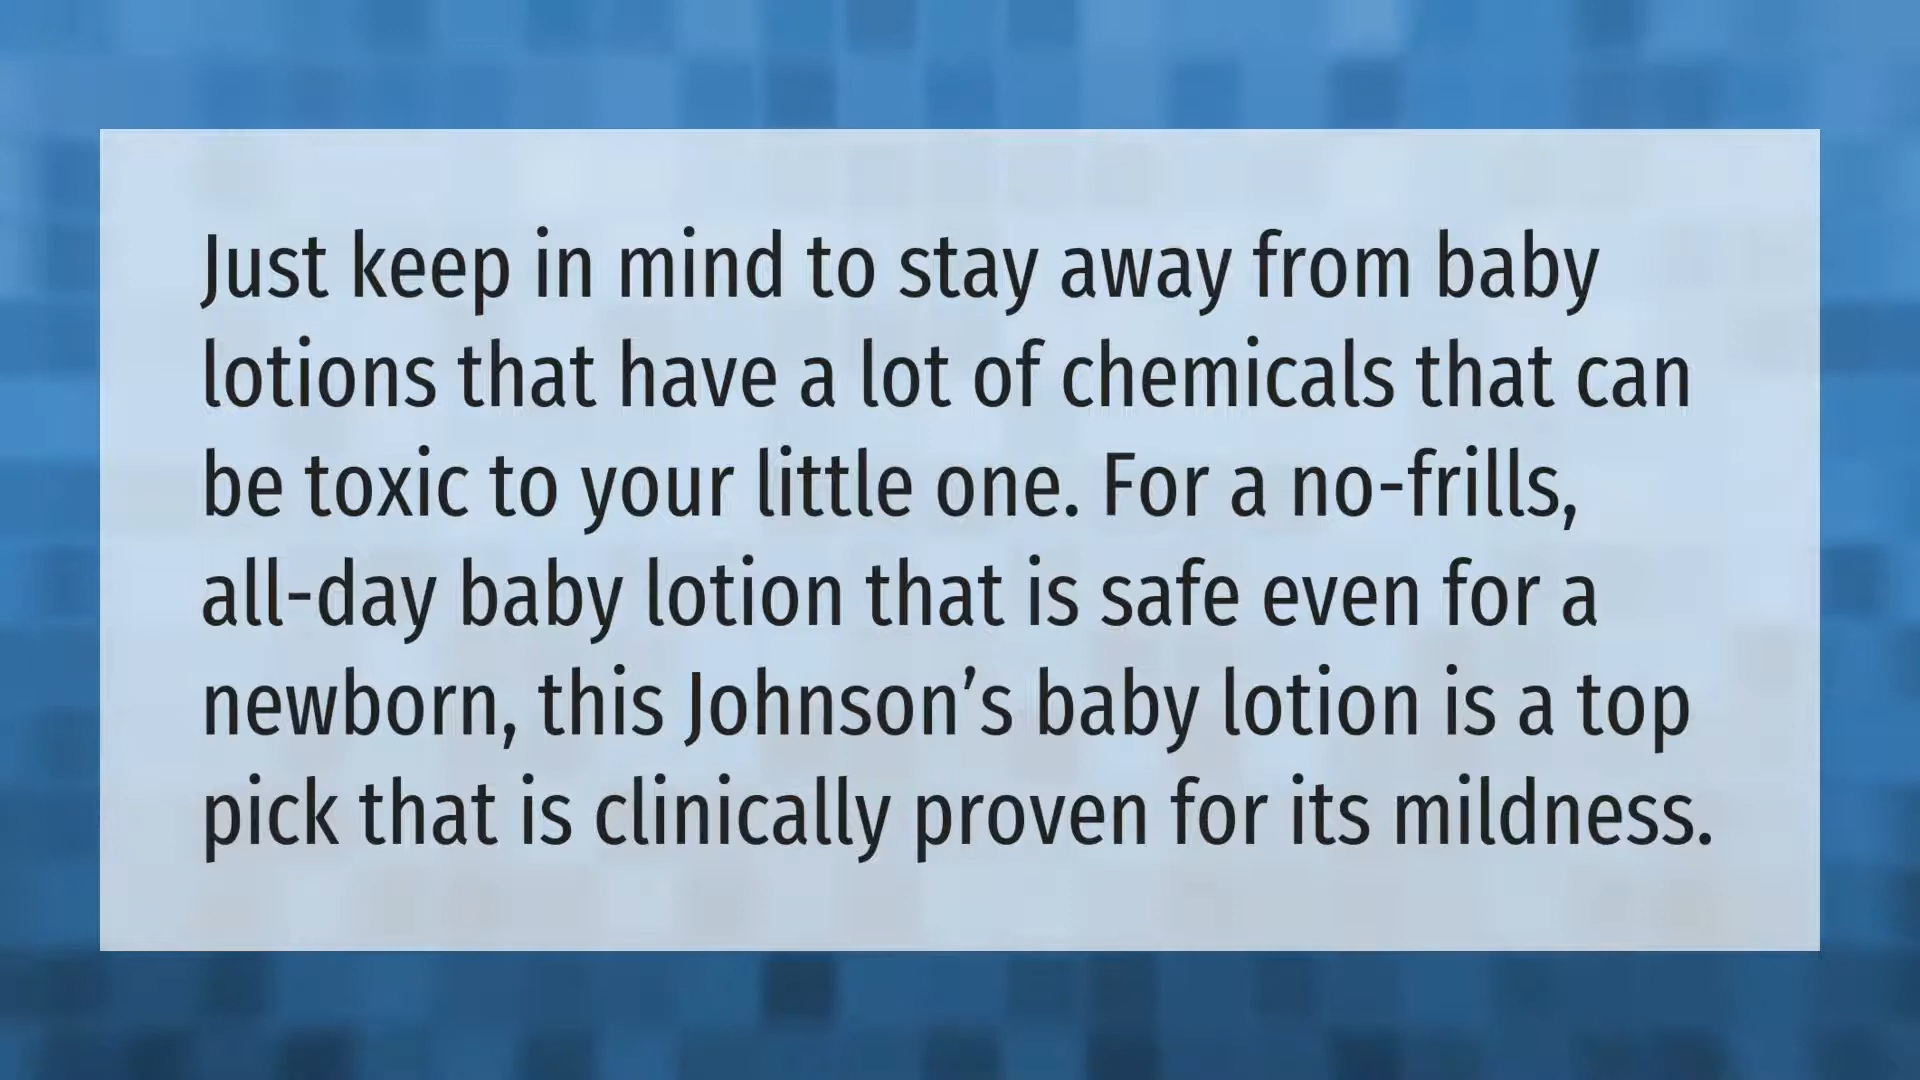 Just keep in mind to stay away from baby
lotions that have a lot of chemicals that can
be toxic to your little one. For a no-frills,
all-day baby lotion that is safe even for a
newborn, this Johnson’s baby lotion is a top
pick that is clinically proven for its mildness.